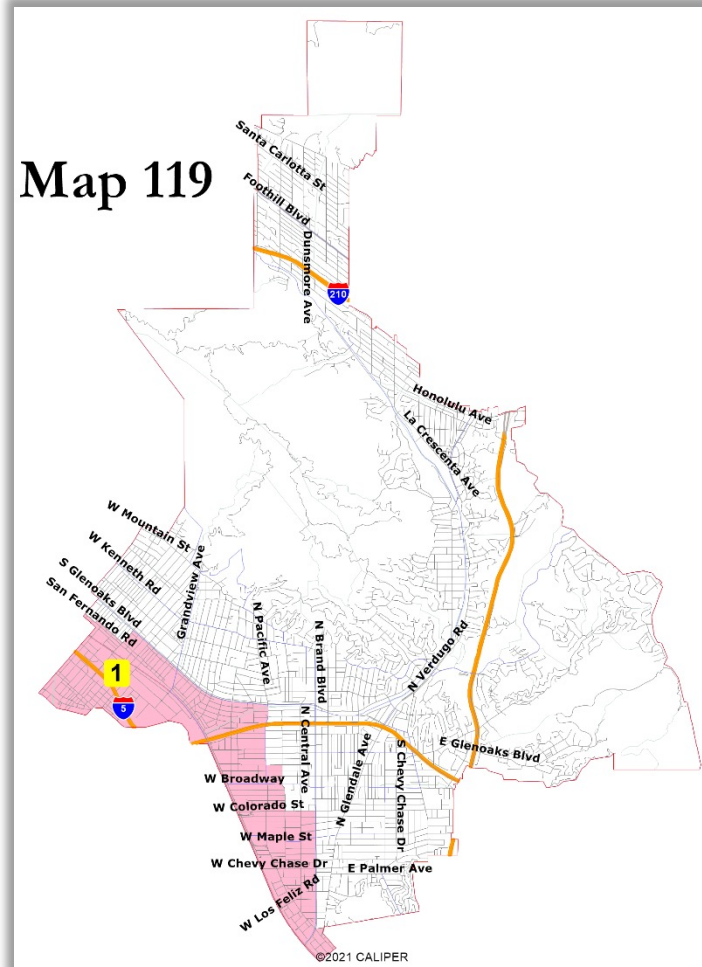 Map 119
Santa Carlotta St
Foothill Blvd
Dunsmore Ave
210
Honolulu Ave
La Crescenta Ave
W Mountain St
W Kenneth Rd
S Glenoaks Blvd
San Fernando Rd
Grandview Ave
N Pacific Ave
N Brand Blvd
N Verdugo Rd
1
5
N Central Ave
E Glenoaks Blvd
W Broadway
N Glendale Ave
S Chevy Chase Dr
W Colorado St
W Maple St
W Chevy Chase Dr
E Palmer Ave
W Los Feliz Rd
©2021 CALIPER